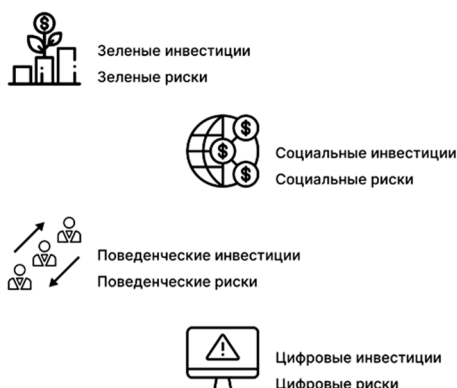 Зеленые инвестиции
Зеленые риски
Социальные инвестиции
Социальные риски
Поведенческие инвестиции
Поведенческие риски
Цифровые инвестиции
Цифровые риски